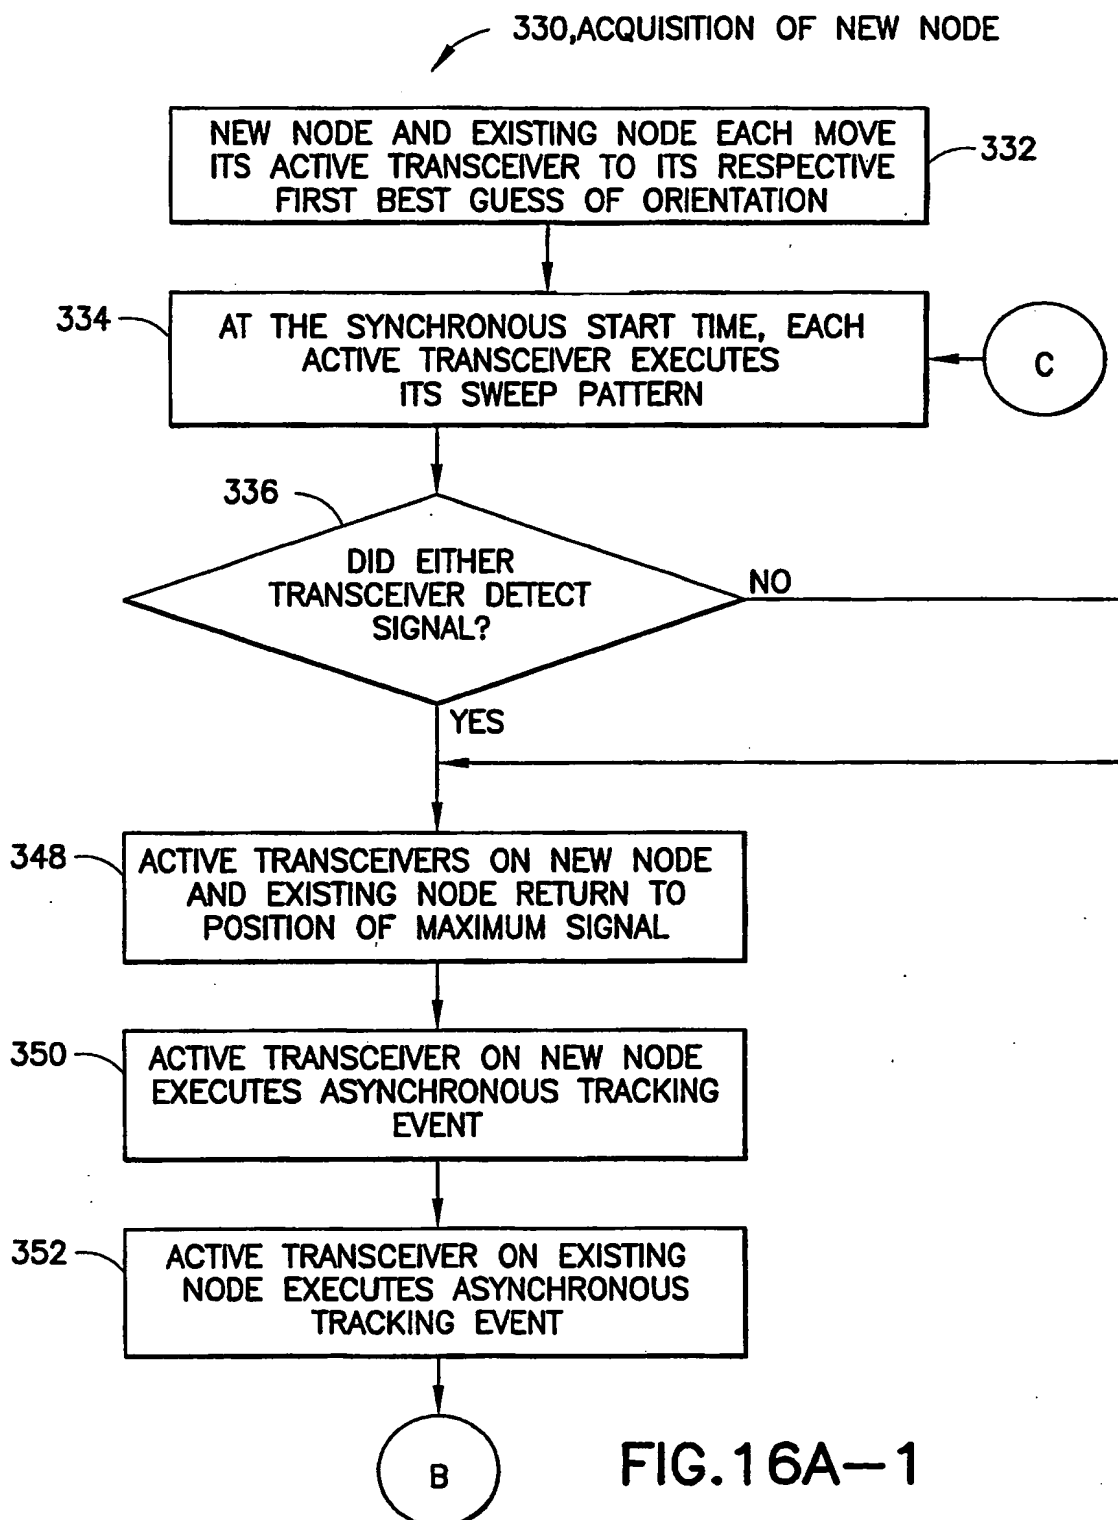 330,ACQUISITION OF NEW NODE
NEW NODE AND EXISTING NODE EACH MOVE
ITS ACTIVE TRANSCEIVER TO ITS RESPECTIVE
FIRST BEST GUESS OF ORIENTATION
332
334
AT THE SYNCHRONOUS START TIME, EACH
ACTIVE TRANSCEIVER EXECUTES
ITS SWEEP PATTERN
C
336
DID EITHER
TRANSCEIVER DETECT
SIGNAL?
NO
YES
348
ACTIVE TRANSCEIVERS ON NEW NODE
AND EXISTING NODE RETURN TO
POSITION OF MAXIMUM SIGNAL
350
ACTIVE TRANSCEIVER ON NEW NODE
EXECUTES ASYNCHRONOUS TRACKING
EVENT
352
ACTIVE TRANSCEIVER ON EXISTING
NODE EXECUTES ASYNCHRONOUS
TRACKING EVENT
B
FIG.16A-1